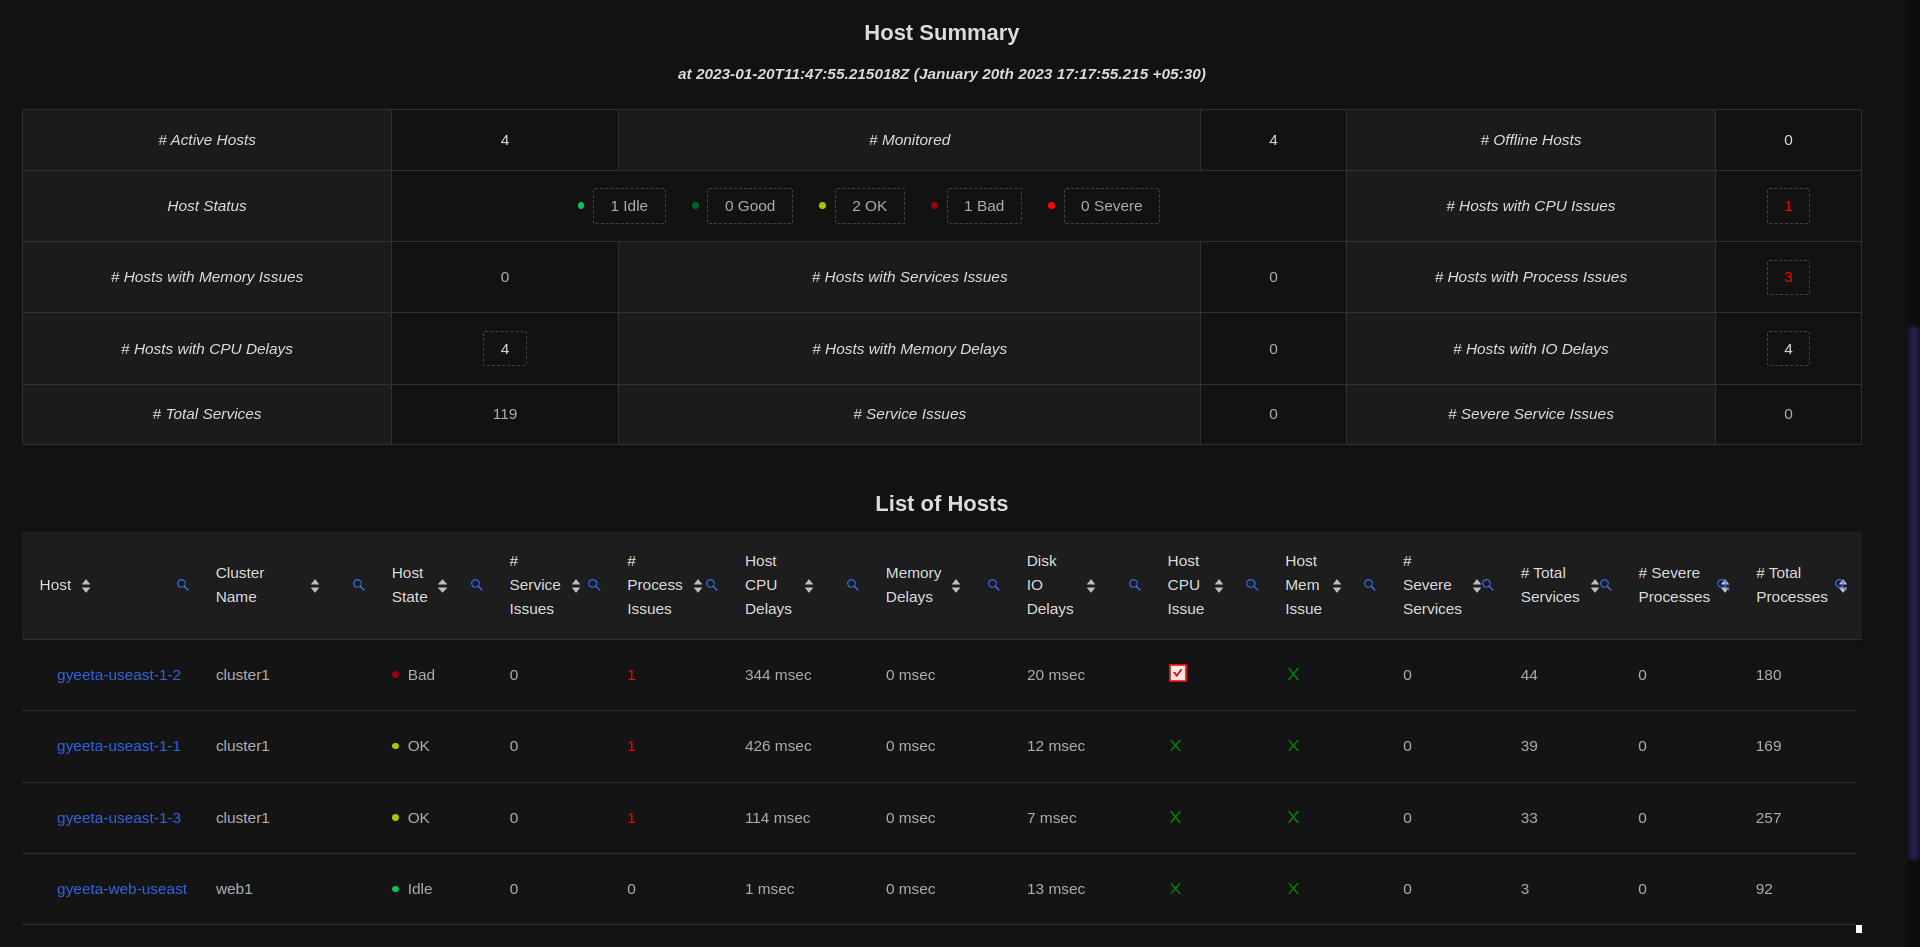 Host Summary
at 2023-01-20T11:47:55.215018Z (January 20th 2023 17:17:55.215 +05:30)
# Active Hosts 4 # Monitored 4 # Offline Hosts 0
Host Status 1 Idle 0 Good 2 OK 1 Bad 0 Severe # Hosts with CPU Issues 1
# Hosts with Memory Issues 0 # Hosts with Services Issues 0 # Hosts with Process Issues 3
# Hosts with CPU Delays 4 # Hosts with Memory Delays 0 # Hosts with IO Delays 4
# Total Services 119 # Service Issues 0 # Severe Service Issues 0
List of Hosts
Host
Cluster
Name
Host
State
#
Service
Issues
#
Process
Issues
Host
CPU
Delays
Memory
Delays
Disk
IO
Delays
Host
CPU
Issue
Host
Mem
Issue
#
Severe
Services
# Total
Services
# Severe
Processes
# Total
Processes
gyeeta-useast-1-2 cluster1 Bad 0 1 344 msec 0 msec 20 msec 0 44 0 180
gyeeta-useast-1-1 cluster1 OK 0 1 426 msec 0 msec 12 msec 0 39 0 169
gyeeta-useast-1-3 cluster1 OK 0 1 114 msec 0 msec 7 msec 0 33 0 257
gyeeta-web-useast web1 Idle 0 0 1 msec 0 msec 13 msec 0 3 0 92